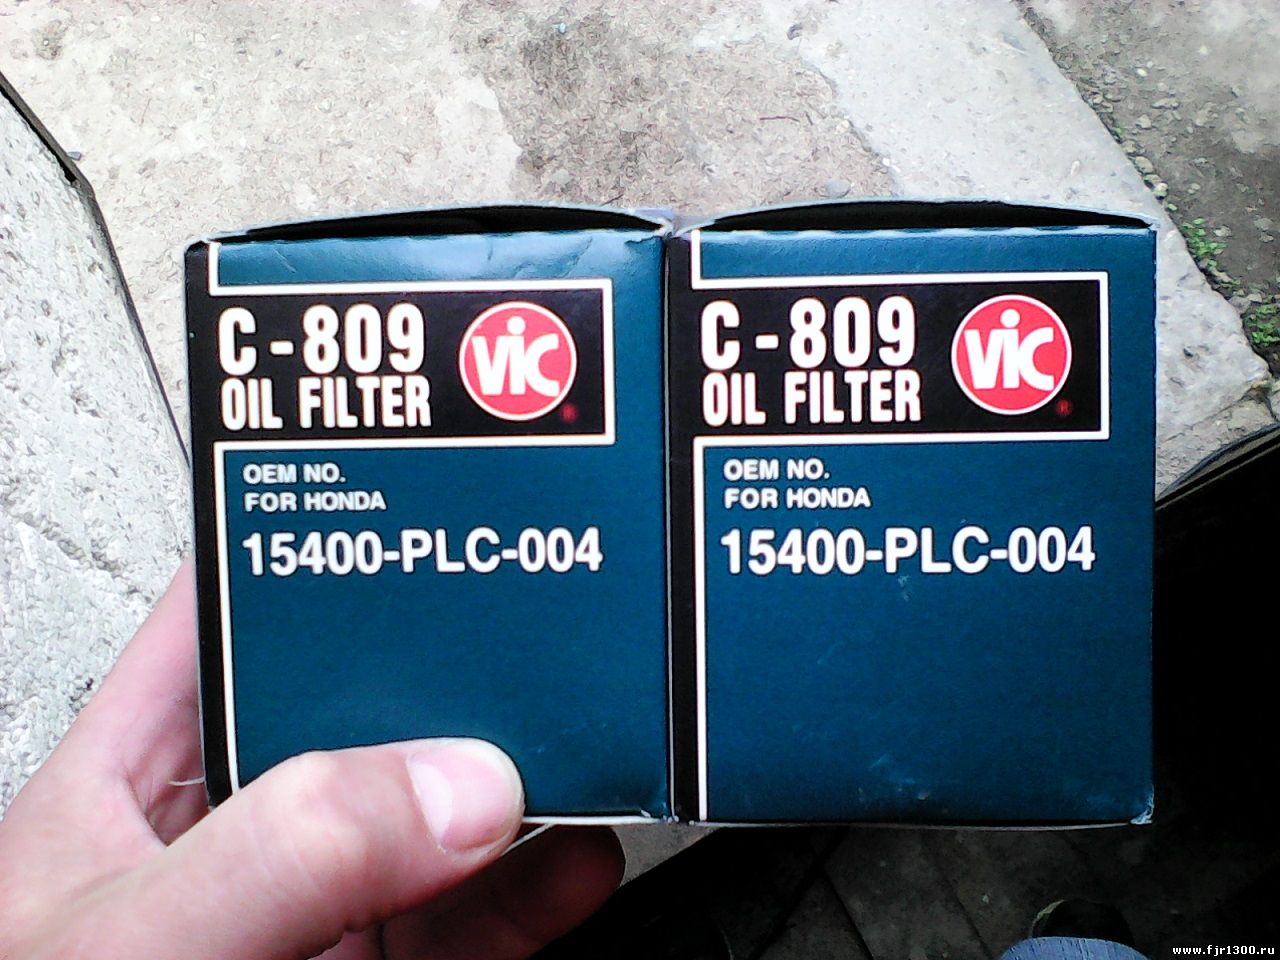 C-809
OIL FILTER
VIC
®
OEM NO.
FOR HONDA
15400-PLC-004
C-809
OIL FILTER
VIC
®
OEM NO.
FOR HONDA
15400-PLC-004
www.fjr1300.ru